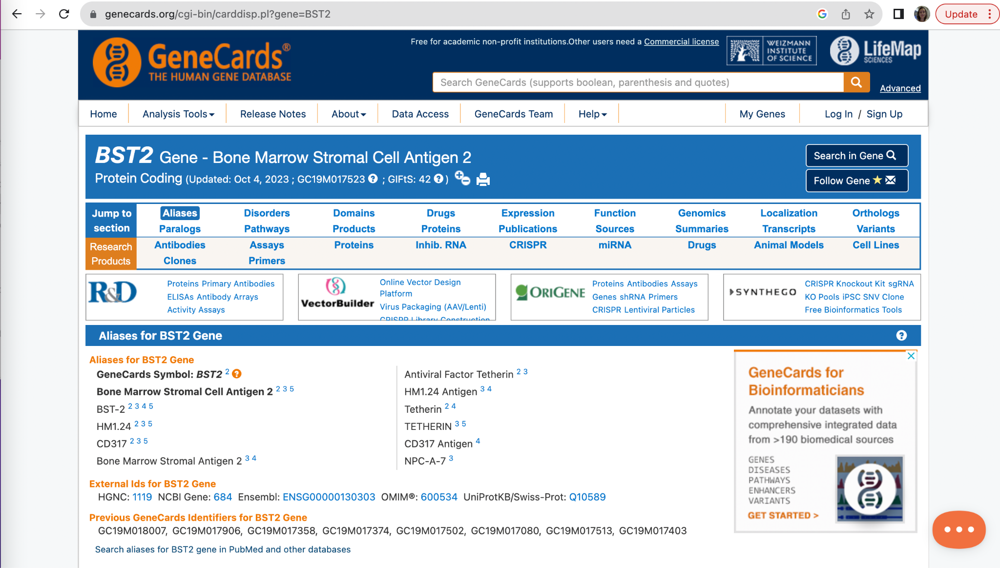 genecards.org/cgi-bin/carddisp.pl?gene=BST2
Update
GeneCards®
THE HUMAN GENE DATABASE
Free for academic non-profit institutions.Other users need a Commercial license
WEIZMANN
INSTITUTE
OF SCIENCE
LifeMap
SCIENCES
Search GeneCards (supports boolean, parenthesis and quotes)
Advanced
Home
Analysis Tools
Release Notes
About
Data Access
GeneCards Team
Help
My Genes
Log In / Sign Up
BST2 Gene - Bone Marrow Stromal Cell Antigen 2
Protein Coding (Updated: Oct 4, 2023 ; GC19M017523 ? ; GIFtS: 42 ? )
Search in Gene
Follow Gene
Jump to
section
Aliases Disorders Domains Drugs Expression Function Genomics Localization Orthologs
Paralogs Pathways Products Proteins Publications Sources Summaries Transcripts Variants
Research
Products
Antibodies Assays Proteins Inhib. RNA CRISPR miRNA Drugs Animal Models Cell Lines
Clones Primers
R&D
Proteins Primary Antibodies
ELISAs Antibody Arrays
Activity Assays
VectorBuilder
Online Vector Design
Platform
Virus Packaging (AAV/Lenti)
CRISPR Library Construction
ORIGENE
Proteins Antibodies Assays
Genes shRNA Primers
CRISPR Lentiviral Particles
SYNTHEGO
CRISPR Knockout Kit sgRNA
KO Pools iPSC SNV Clone
Free Bioinformatics Tools
Aliases for BST2 Gene
?
Aliases for BST2 Gene
GeneCards Symbol: BST2 2 ?
Bone Marrow Stromal Cell Antigen 2 2 3 5
BST-2 2 3 4 5
HM1.24 2 3 5
CD317 2 3 5
Bone Marrow Stromal Antigen 2 3 4
Antiviral Factor Tetherin 2 3
HM1.24 Antigen 3 4
Tetherin 2 4
TETHERIN 3 5
CD317 Antigen 4
NPC-A-7 3
External Ids for BST2 Gene
HGNC: 1119 NCBI Gene: 684 Ensembl: ENSG00000130303 OMIM®: 600534 UniProtKB/Swiss-Prot: Q10589
Previous GeneCards Identifiers for BST2 Gene
GC19M018007, GC19M017906, GC19M017358, GC19M017374, GC19M017502, GC19M017080, GC19M017513, GC19M017403
Search aliases for BST2 gene in PubMed and other databases
GeneCards for
Bioinformaticians
Annotate your datasets with
comprehensive integrated data
from >190 biomedical sources
GENES
DISEASES
PATHWAYS
ENHANCERS
VARIANTS
GET STARTED >